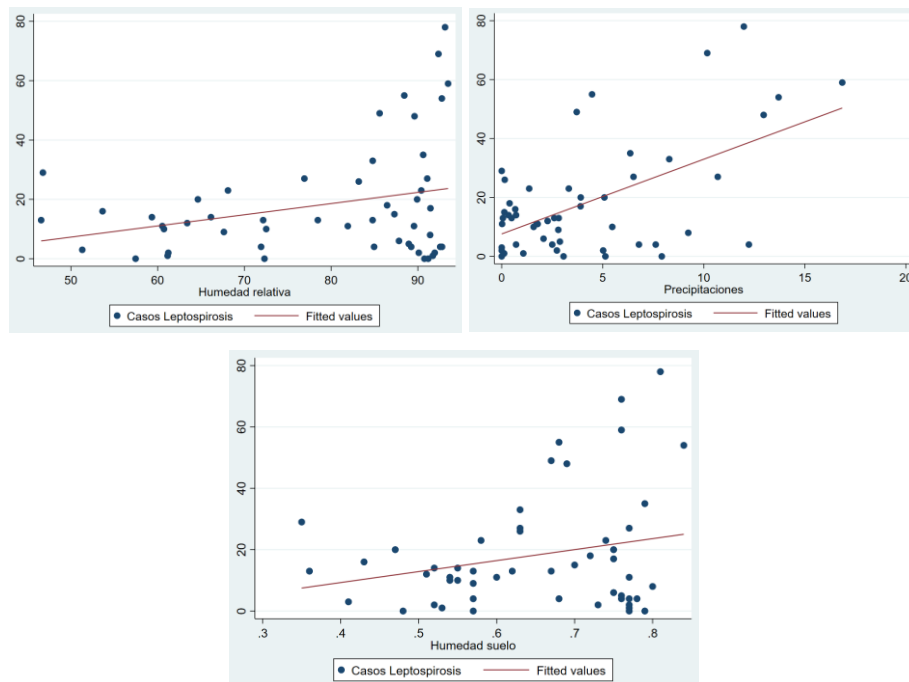 80
60
40
20
0
50 60 70 80 90
Humedad relativa
Casos Leptospirosis Fitted values
80
60
40
20
0
0 5 10 15 20
Precipitaciones
Casos Leptospirosis Fitted values
80
60
40
20
0
.3 .4 .5 .6 .7 .8
Humedad suelo
Casos Leptospirosis Fitted values